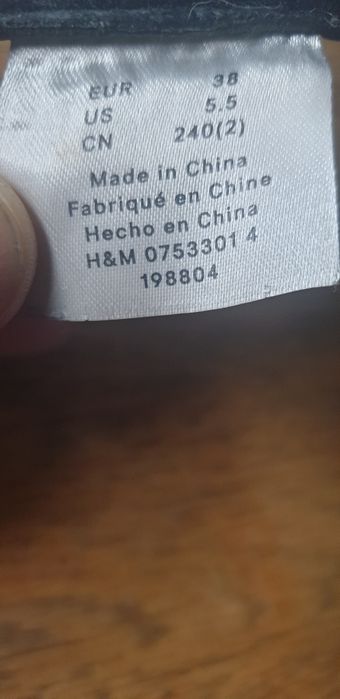 EUR 38
US 5.5
CN 240(2)
Made in China
Fabriqué en Chine
Hecho en China
H&M 0753301 4
198804